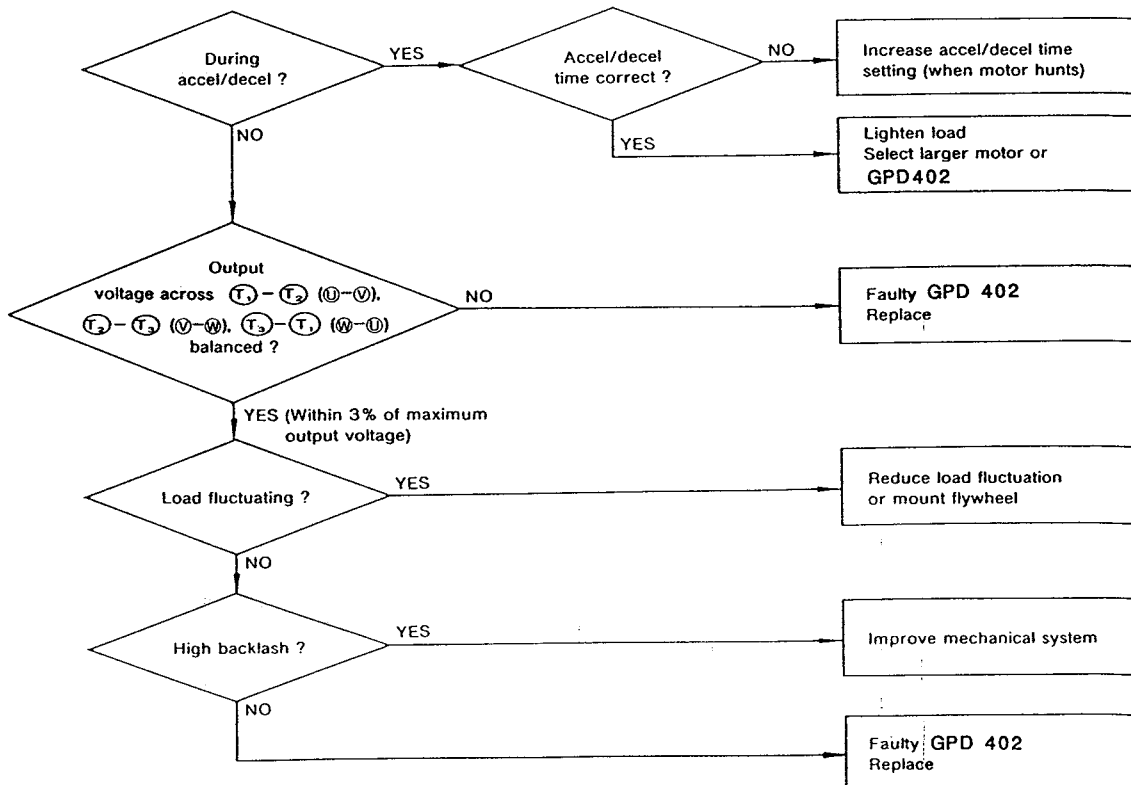 During
accel/decel ?
YES
Accel/decel
time correct ?
NO
Increase accel/decel time
setting (when motor hunts)
NO
YES
Lighten load
Select larger motor or
GPD402
Output
voltage across T₁–T₂ (Ⓤ–Ⓥ),
T₂–T₃ (Ⓥ–Ⓦ), T₃–T₁ (Ⓦ–Ⓤ)
balanced ?
NO
Faulty GPD 402
Replace
YES (Within 3% of maximum
output voltage)
Load fluctuating ?
YES
Reduce load fluctuation
or mount flywheel
NO
High backlash ?
YES
Improve mechanical system
NO
Faulty GPD 402
Replace